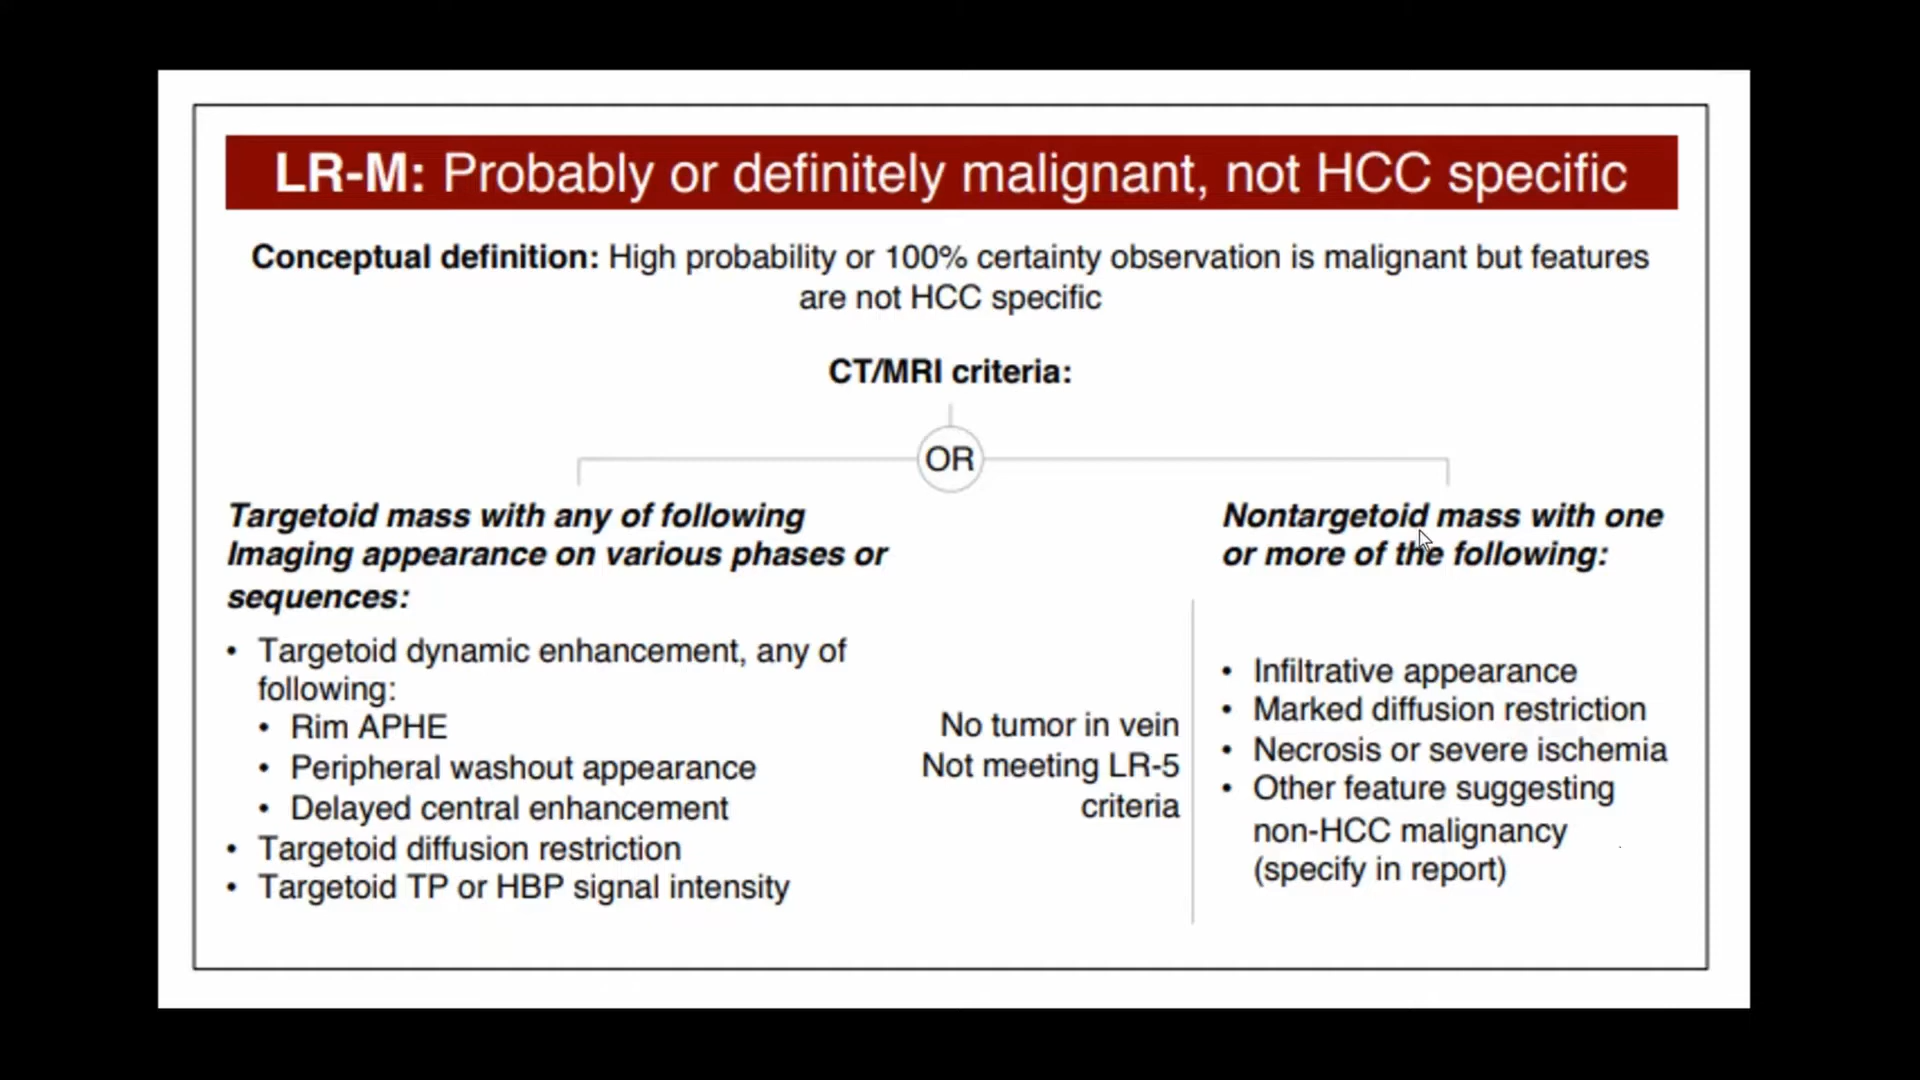 LR-M: Probably or definitely malignant, not HCC specific
Conceptual definition: High probability or 100% certainty observation is malignant but features
are not HCC specific
CT/MRI criteria:
OR
Targetoid mass with any of following
Imaging appearance on various phases or
sequences:
• Targetoid dynamic enhancement, any of
following:
• Rim APHE
• Peripheral washout appearance
• Delayed central enhancement
• Targetoid diffusion restriction
• Targetoid TP or HBP signal intensity
No tumor in vein
Not meeting LR-5
criteria
Nontargetoid mass with one
or more of the following:
• Infiltrative appearance
• Marked diffusion restriction
• Necrosis or severe ischemia
• Other feature suggesting
non-HCC malignancy
(specify in report)